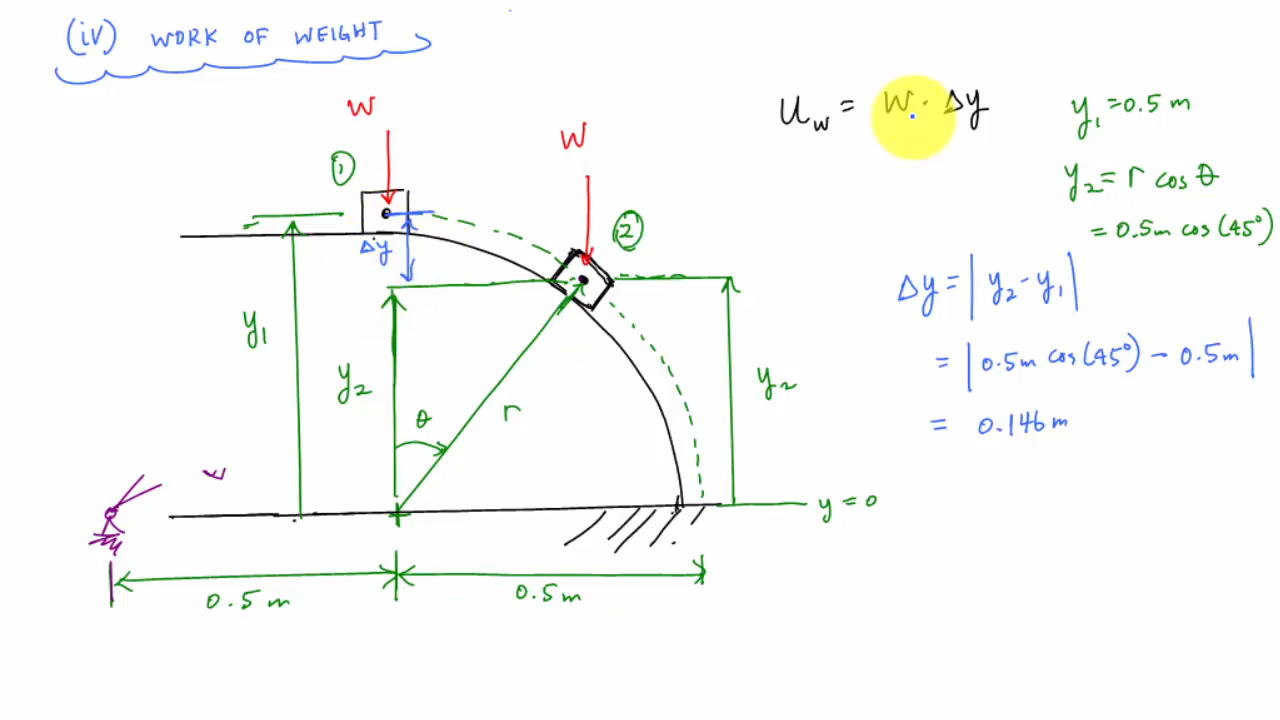 (iv) WORK OF WEIGHT
W
W
①
②
Δy
y₁
y₂
θ
r
y₂
y = 0
0.5 m
0.5 m
U_w = W · Δy
y₁ = 0.5 m
y₂ = r cos θ
= 0.5m cos (45°)
Δy = | y₂ - y₁ |
= | 0.5m cos(45°) - 0.5m |
= 0.146 m